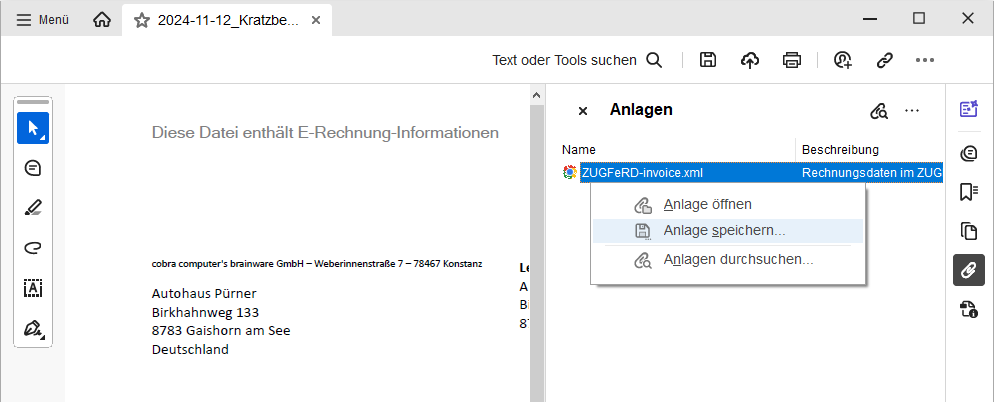 Menü
2024-11-12_Kratzbe...
Text oder Tools suchen
Diese Datei enthält E-Rechnung-Informationen
cobra computer's brainware GmbH – Weberinnenstraße 7 – 78467 Konstanz
Autohaus Pürner
Birkhahnweg 133
8783 Gaishorn am See
Deutschland
Le
A
Bi
87
Anlagen
Name Beschreibung
ZUGFeRD-invoice.xml Rechnungsdaten im ZUG
Anlage öffnen
Anlage speichern...
Anlagen durchsuchen...